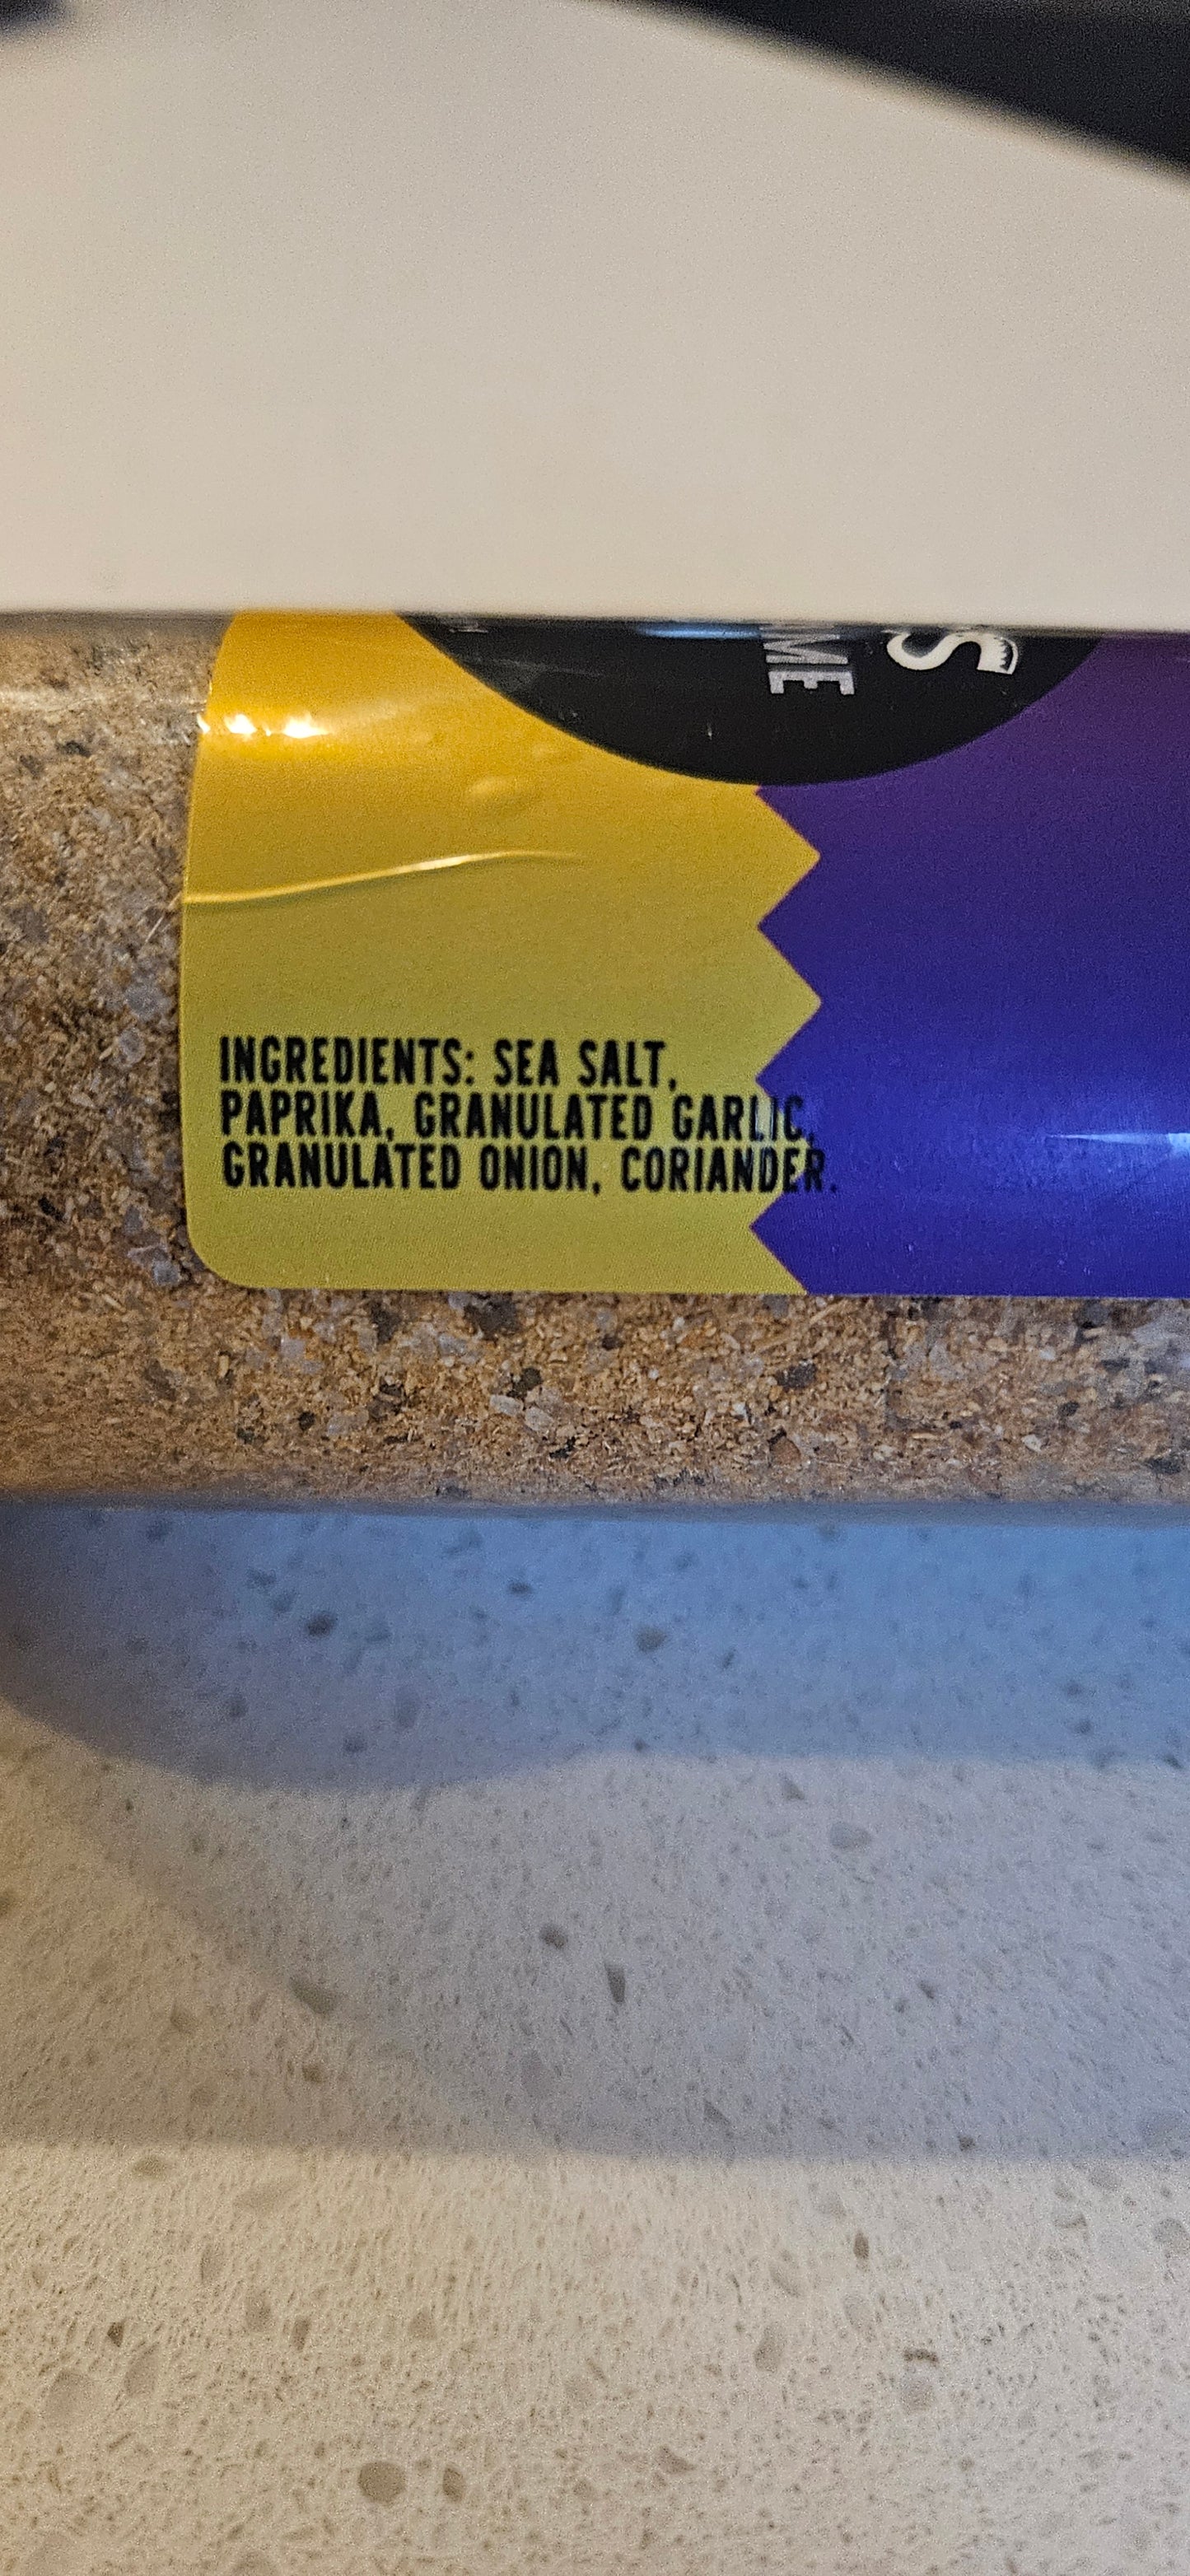 INGREDIENTS: SEA SALT,
PAPRIKA, GRANULATED GARLIC,
GRANULATED ONION, CORIANDER.